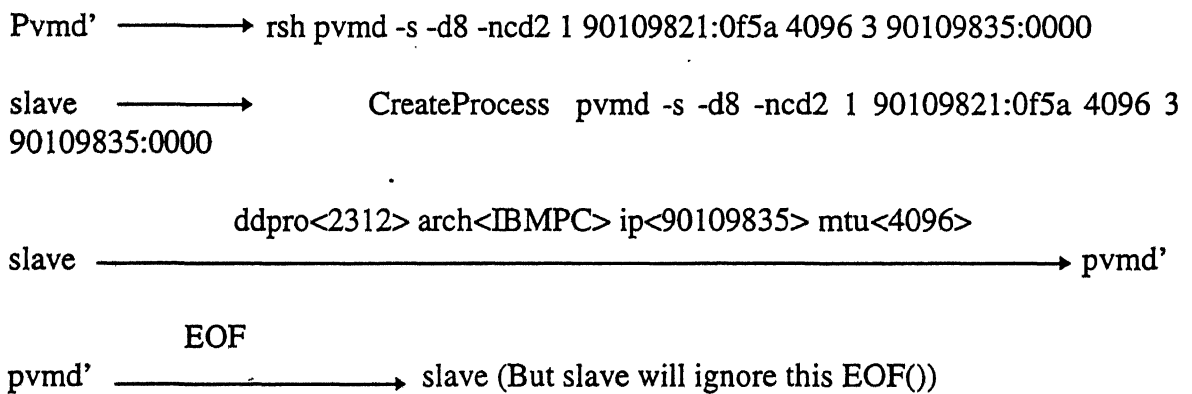 Pvmd' → rsh pvmd -s -d8 -ncd2 1 90109821:0f5a 4096 3 90109835:0000
slave → CreateProcess pvmd -s -d8 -ncd2 1 90109821:0f5a 4096 3
90109835:0000
ddpro<2312> arch<IBMPC> ip<90109835> mtu<4096>
slave → pvmd'
EOF
pvmd' → slave (But slave will ignore this EOF())